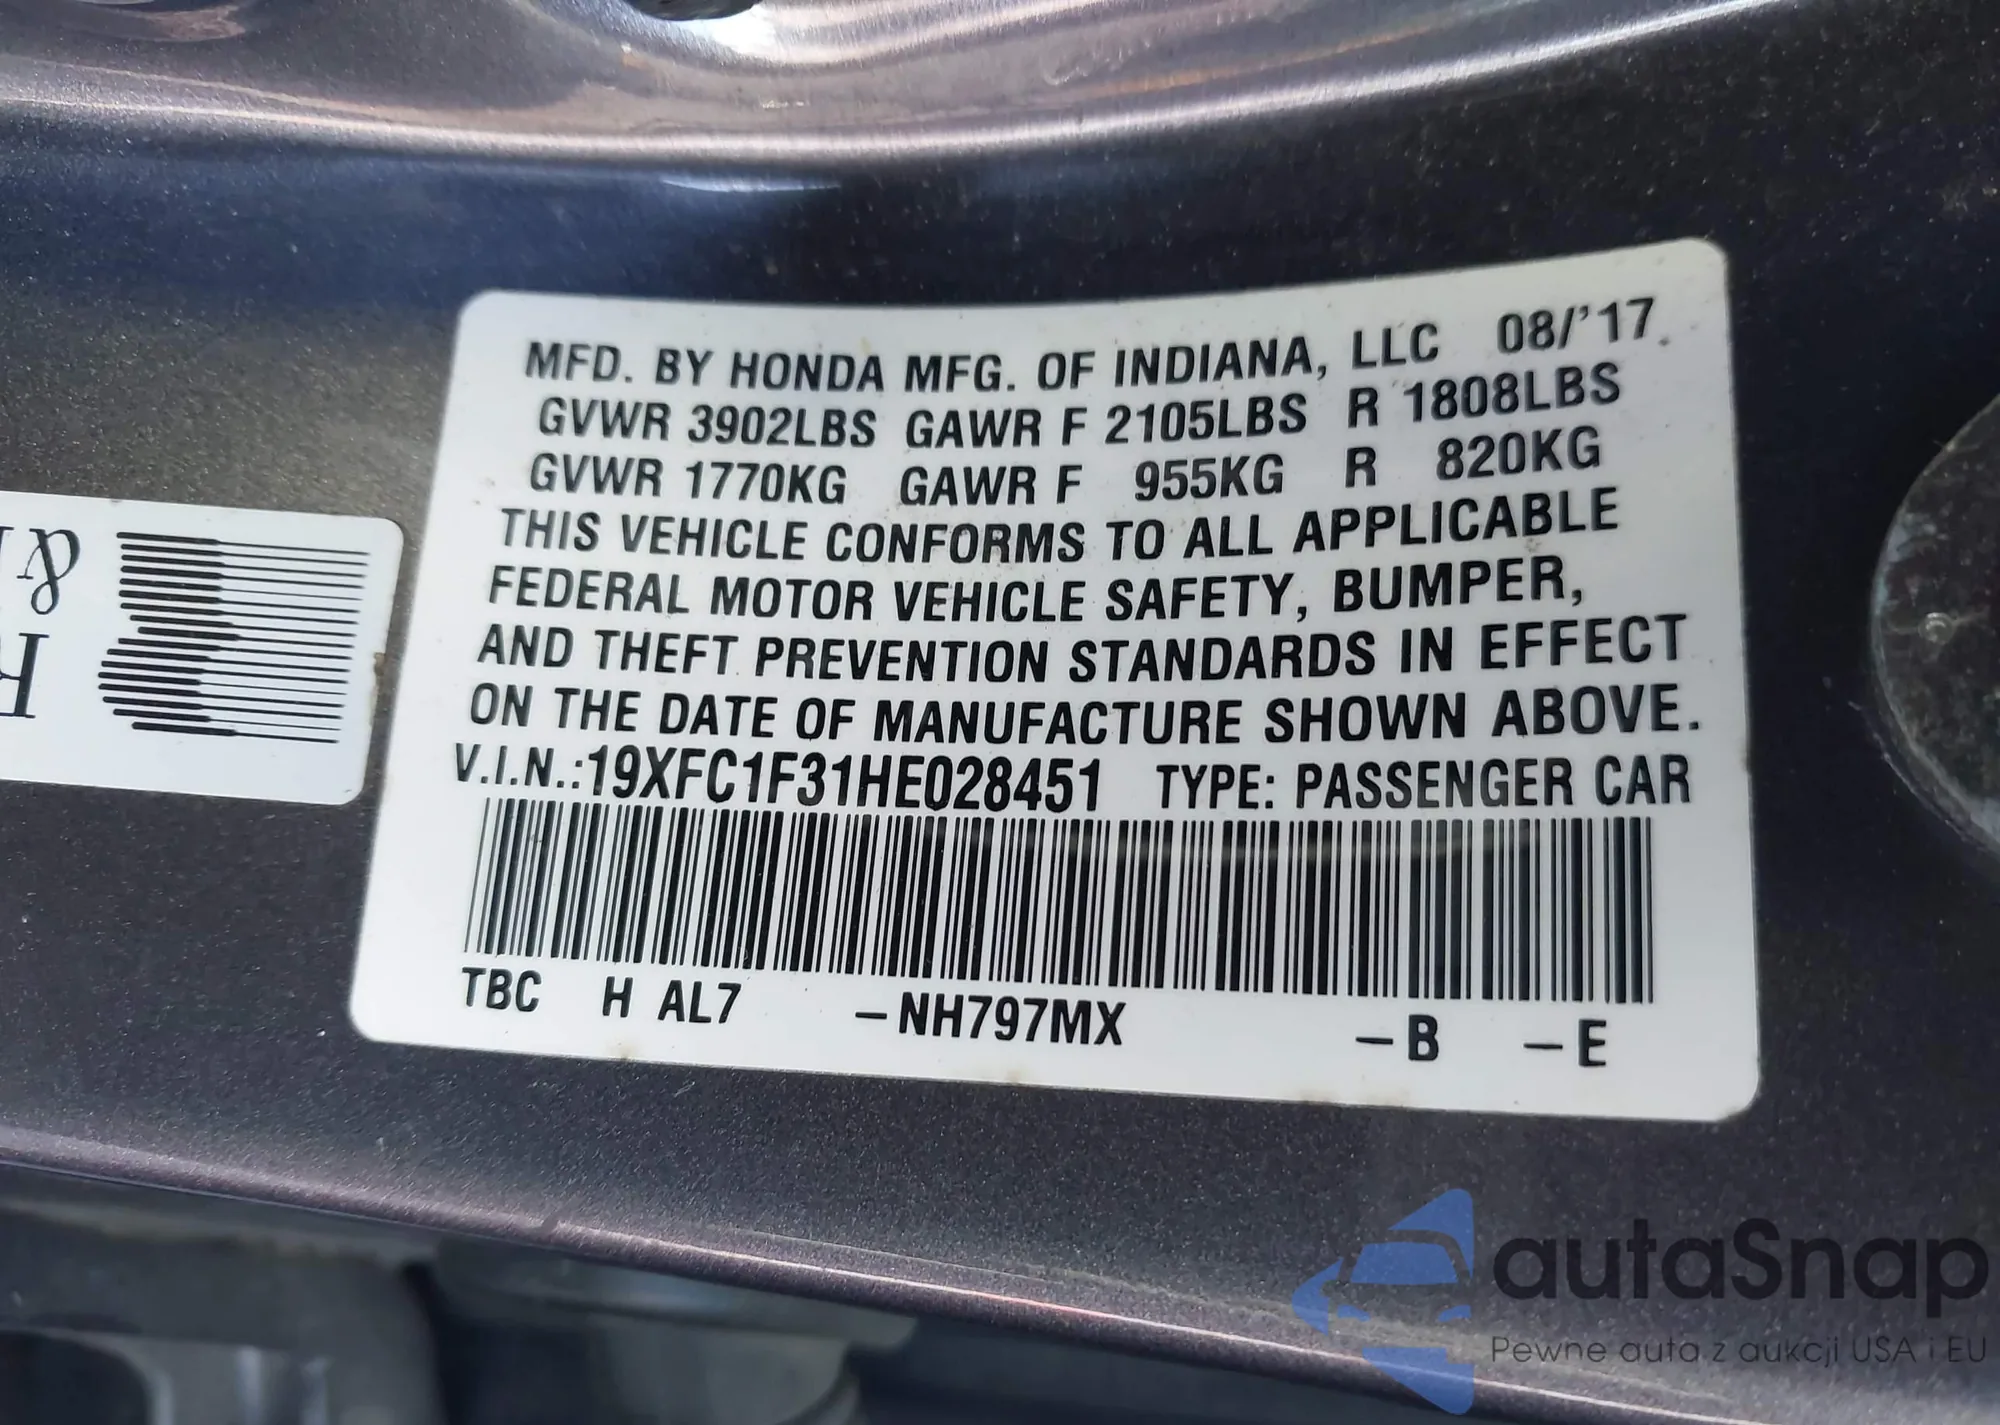 MFD. BY HONDA MFG. OF INDIANA, LLC 08/'17
GVWR 3902LBS GAWR F 2105LBS R 1808LBS
GVWR 1770KG GAWR F 955KG R 820KG
THIS VEHICLE CONFORMS TO ALL APPLICABLE
FEDERAL MOTOR VEHICLE SAFETY, BUMPER,
AND THEFT PREVENTION STANDARDS IN EFFECT
ON THE DATE OF MANUFACTURE SHOWN ABOVE.
V.I.N.:19XFC1F31HE028451 TYPE: PASSENGER CAR
TBC H AL7 –NH797MX –B –E
autaSnap
Pewne auta z aukcji USA i EU